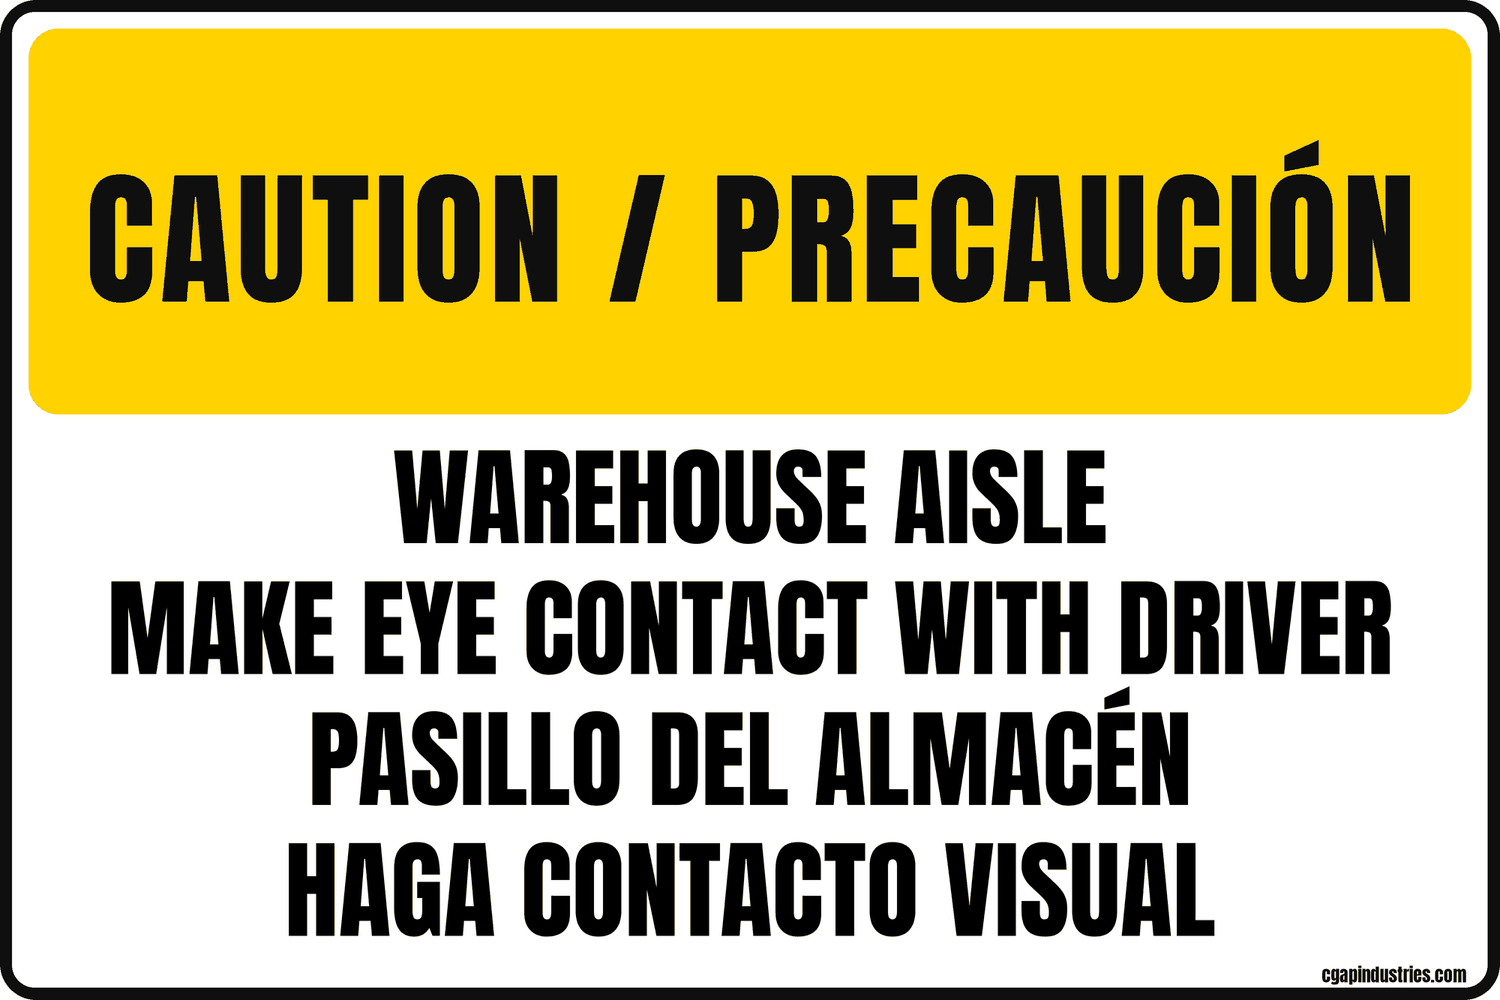 CAUTION / PRECAUCIÓN
WAREHOUSE AISLE
MAKE EYE CONTACT WITH DRIVER
PASILLO DEL ALMACÉN
HAGA CONTACTO VISUAL
cgapindustries.com